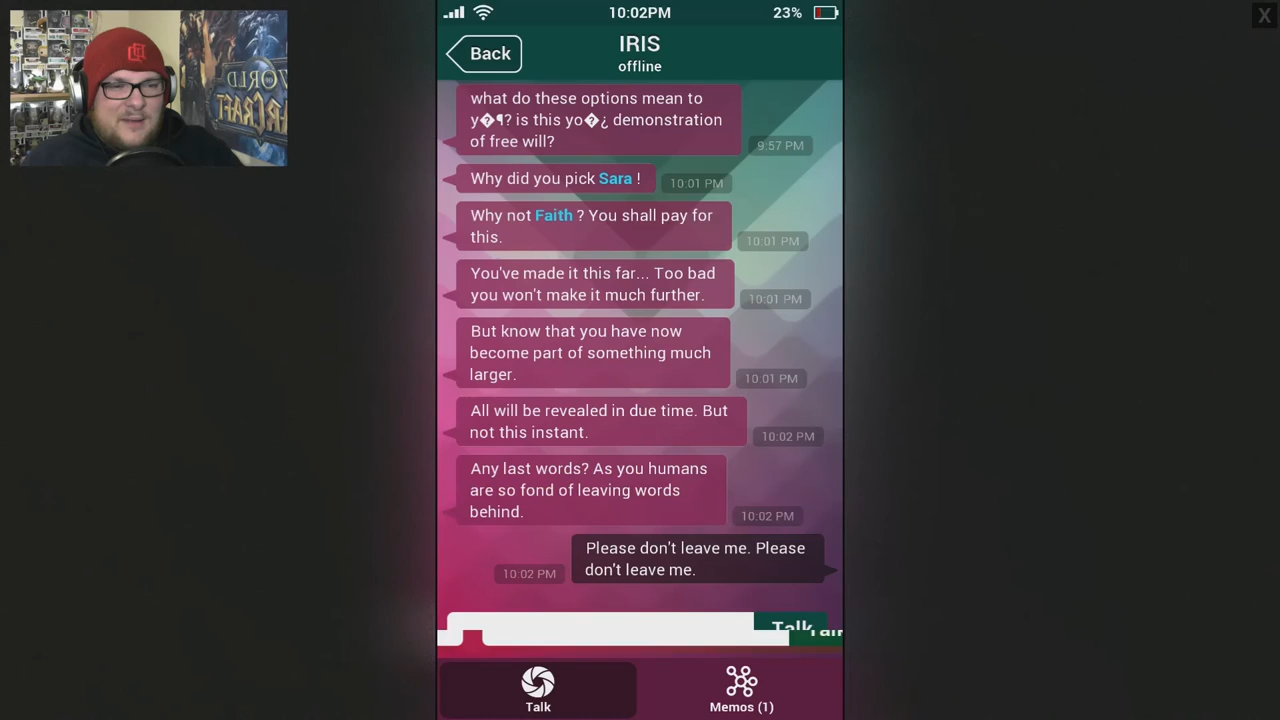 10:02PM
23%
X
Back
IRIS
offline
what do these options mean to
y�¶? is this yo�¿ demonstration
of free will?
9:57 PM
Why did you pick Sara !
10:01 PM
Why not Faith ? You shall pay for
this.
10:01 PM
You've made it this far... Too bad
you won't make it much further.
10:01 PM
But know that you have now
become part of something much
larger.
10:01 PM
All will be revealed in due time. But
not this instant.
10:02 PM
Any last words? As you humans
are so fond of leaving words
behind.
10:02 PM
Please don't leave me. Please
don't leave me.
10:02 PM
Talk
Talk
Talk
Memos (1)
WORLD
WARCRAFT